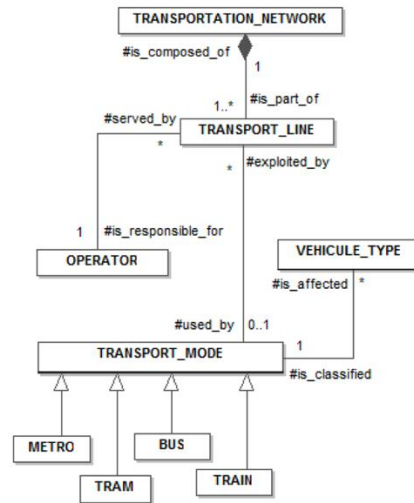 TRANSPORTATION_NETWORK
#is_composed_of
1
1..*
#is_part_of
#served_by
TRANSPORT_LINE
*
*
#exploited_by
1
#is_responsible_for
OPERATOR
VEHICULE_TYPE
#is_affected
*
#used_by
0..1
TRANSPORT_MODE
1
#is_classified
METRO
BUS
TRAM
TRAIN